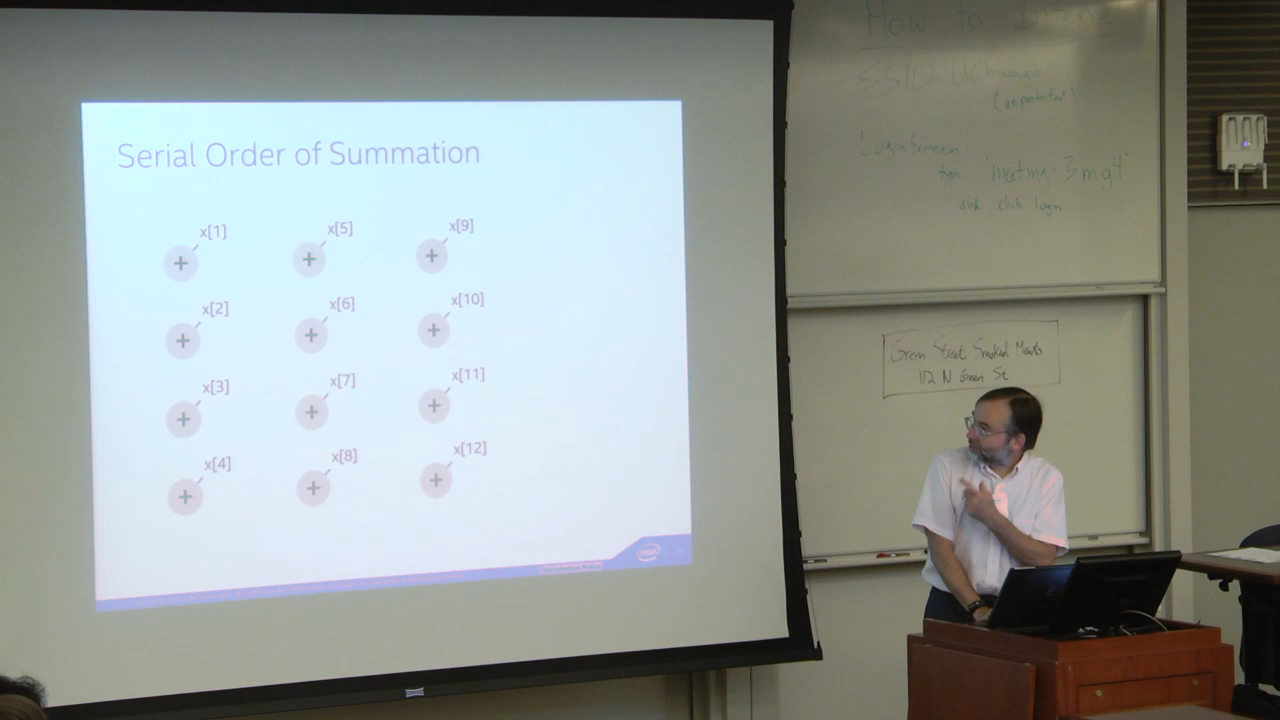 Serial Order of Summation
x[1] x[5] x[9]
+ + +
x[2] x[6] x[10]
+ + +
x[3] x[7] x[11]
+ + +
x[4] x[8] x[12]
+ + +
intel
How to
SSID: UChicago
Login Screen:
type "meeting-3mg4"
and click login
Green Street Smoked Meats
112 N Green St